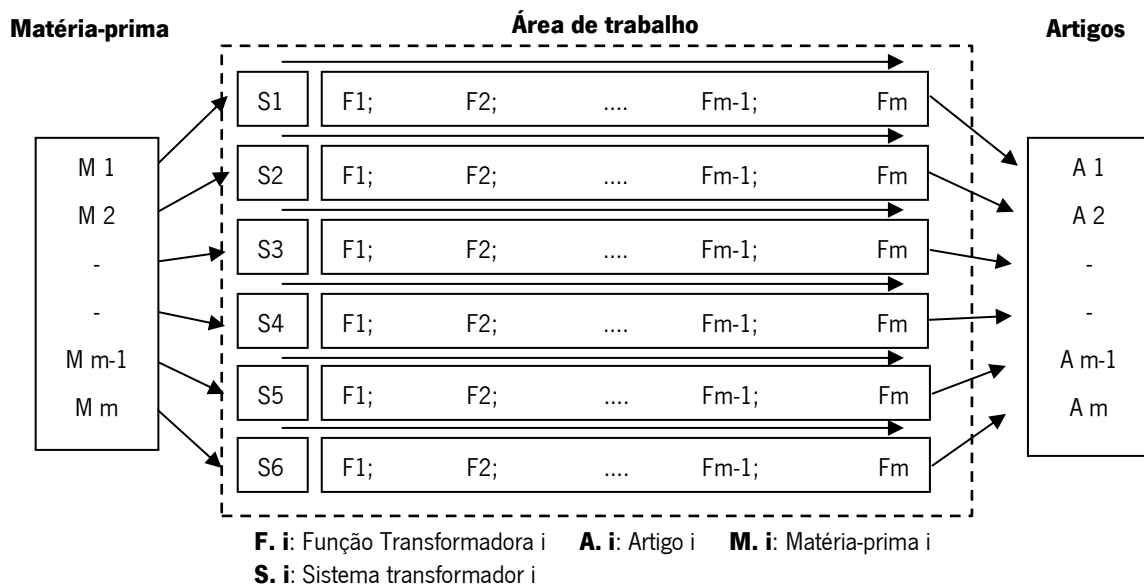 Matéria-prima
Área de trabalho
Artigos
S1 F1; F2; .... Fm-1; Fm
S2 F1; F2; .... Fm-1; Fm
S3 F1; F2; .... Fm-1; Fm
S4 F1; F2; .... Fm-1; Fm
S5 F1; F2; .... Fm-1; Fm
S6 F1; F2; .... Fm-1; Fm
M 1
M 2
-
-
M m-1
M m
A 1
A 2
-
-
A m-1
A m
F. i: Função Transformadora i A. i: Artigo i M. i: Matéria-prima i
S. i: Sistema transformador i